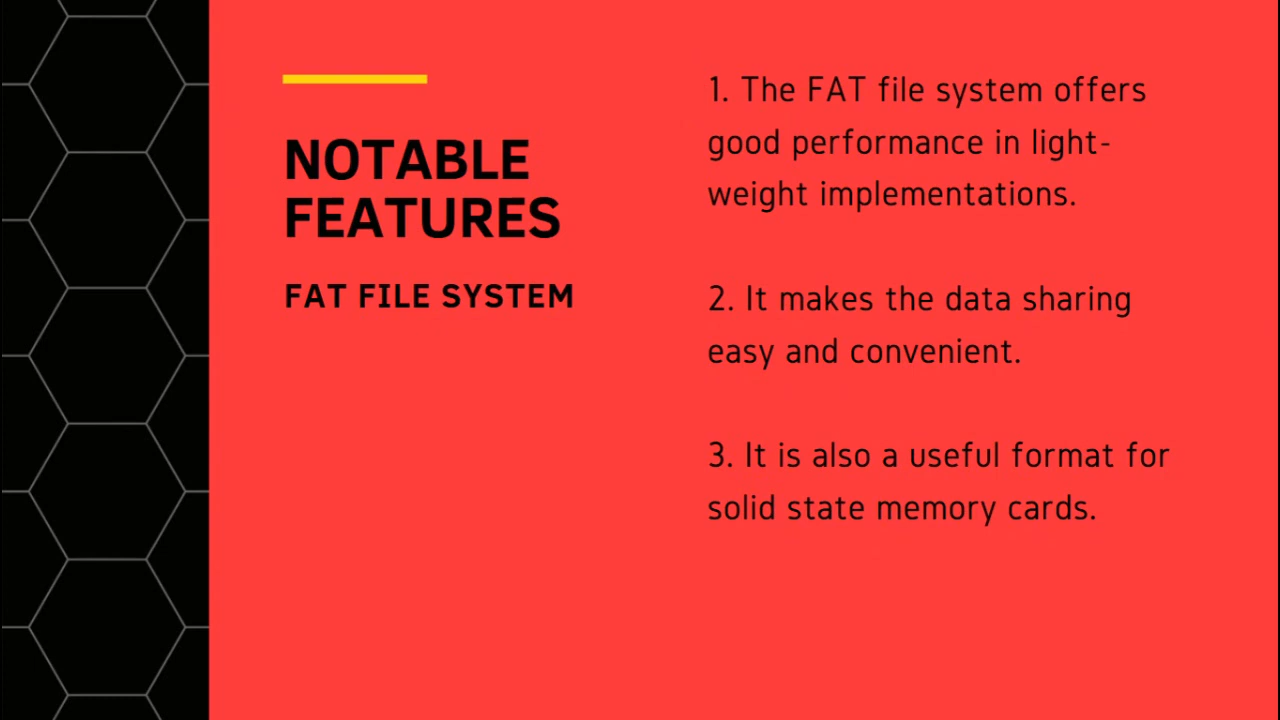 NOTABLE
FEATURES
FAT FILE SYSTEM
1. The FAT file system offers
good performance in light-
weight implementations.
2. It makes the data sharing
easy and convenient.
3. It is also a useful format for
solid state memory cards.